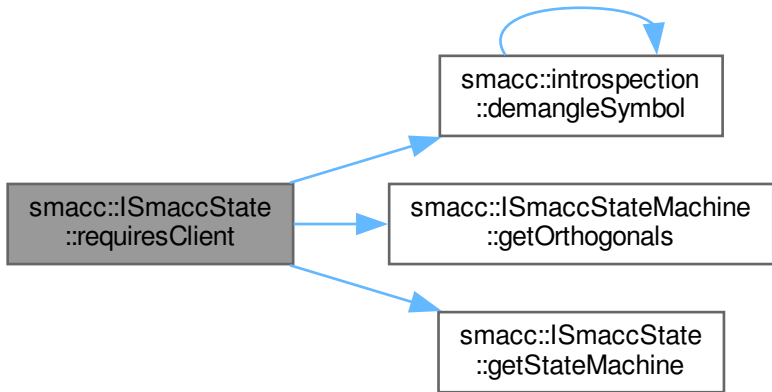 smacc::introspection
::demangleSymbol
smacc::ISmaccState
::requiresClient
smacc::ISmaccStateMachine
::getOrthogonals
smacc::ISmaccState
::getStateMachine